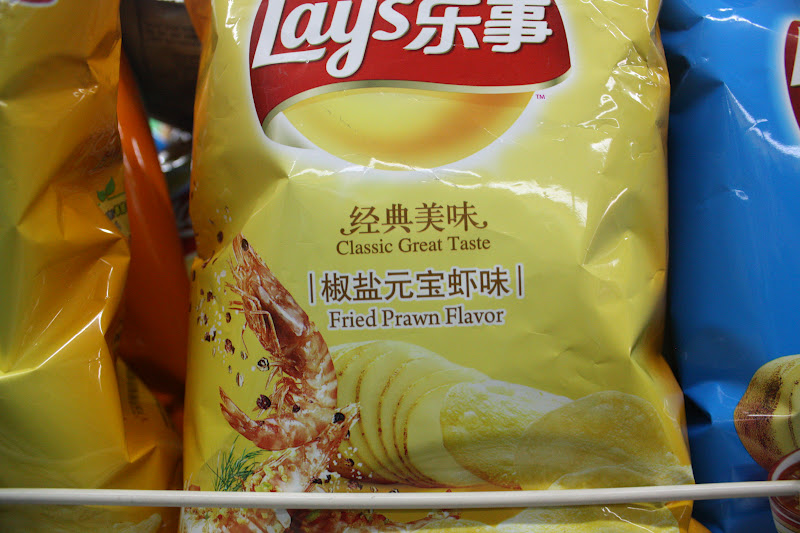 Lay's乐事
TM
经典美味
Classic Great Taste
椒盐元宝虾味
Fried Prawn Flavor